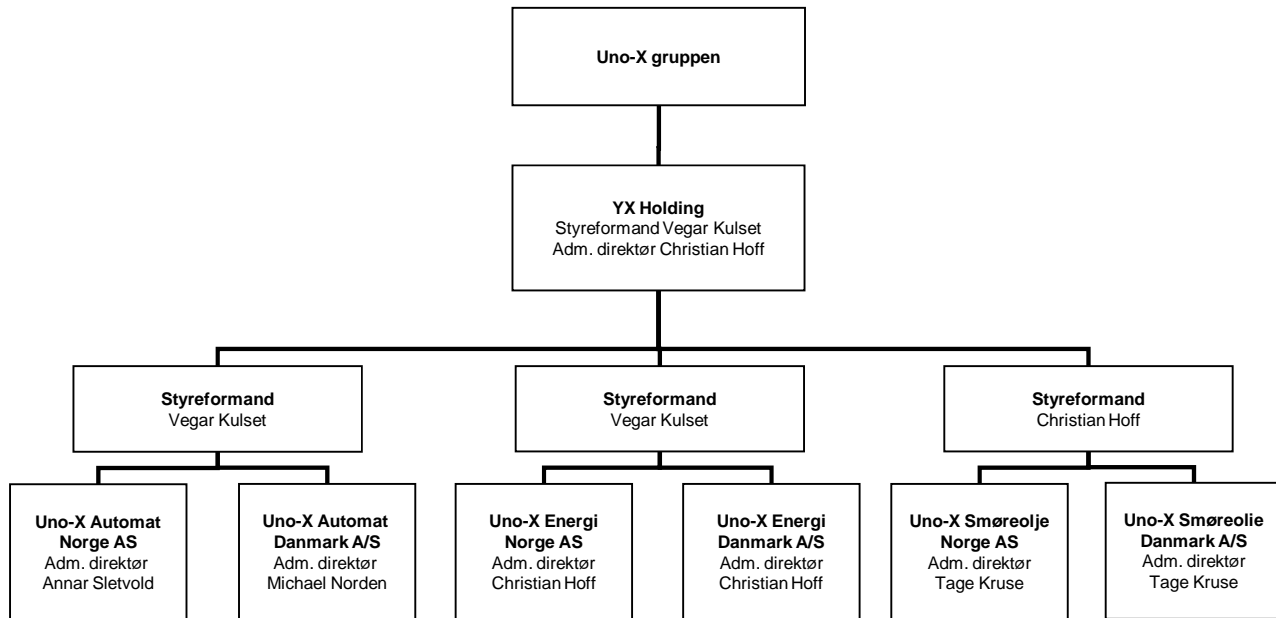 Uno-X gruppen
YX Holding
Styreformand Vegar Kulset
Adm. direktør Christian Hoff
Styreformand
Vegar Kulset
Styreformand
Vegar Kulset
Styreformand
Christian Hoff
Uno-X Automat
Norge AS
Adm. direktør
Annar Sletvold
Uno-X Automat
Danmark A/S
Adm. direktør
Michael Norden
Uno-X Energi
Norge AS
Adm. direktør
Christian Hoff
Uno-X Energi
Danmark A/S
Adm. direktør
Christian Hoff
Uno-X Smøreolje
Norge AS
Adm. direktør
Tage Kruse
Uno-X Smøreolie
Danmark A/S
Adm. direktør
Tage Kruse